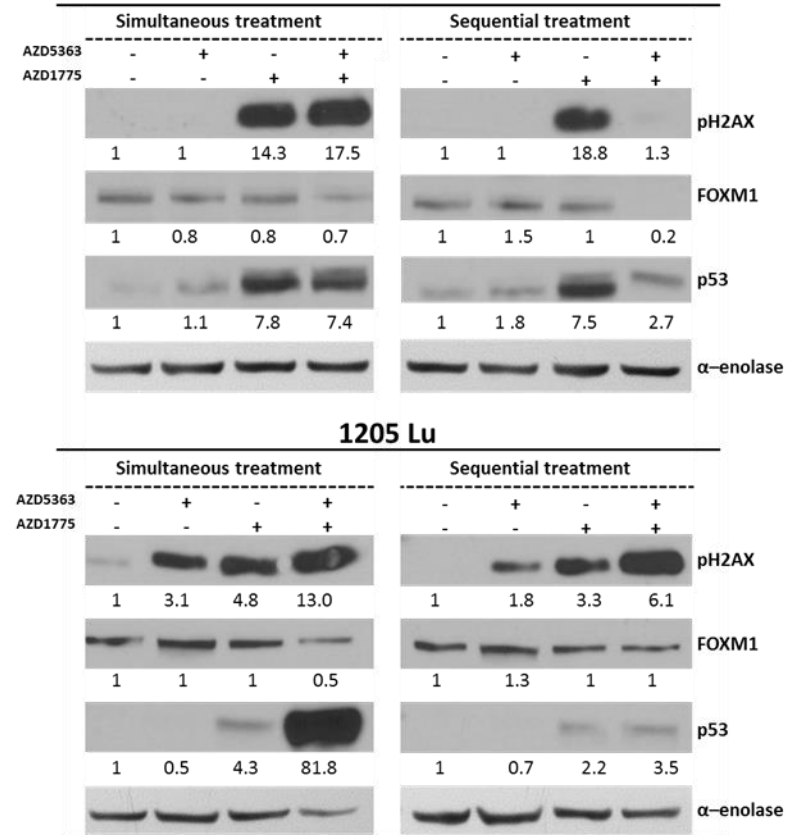 Simultaneous treatment Sequential treatment
AZD5363 - + - + - + - +
AZD1775 - - + + - - + +
pH2AX
1 1 14.3 17.5 1 1 18.8 1.3
FOXM1
1 0.8 0.8 0.7 1 1.5 1 0.2
p53
1 1.1 7.8 7.4 1 1.8 7.5 2.7
α−enolase
1205 Lu
Simultaneous treatment Sequential treatment
AZD5363 - + - + - + - +
AZD1775 - - + + - - + +
pH2AX
1 3.1 4.8 13.0 1 1.8 3.3 6.1
FOXM1
1 1 1 0.5 1 1.3 1 1
p53
1 0.5 4.3 81.8 1 0.7 2.2 3.5
α−enolase